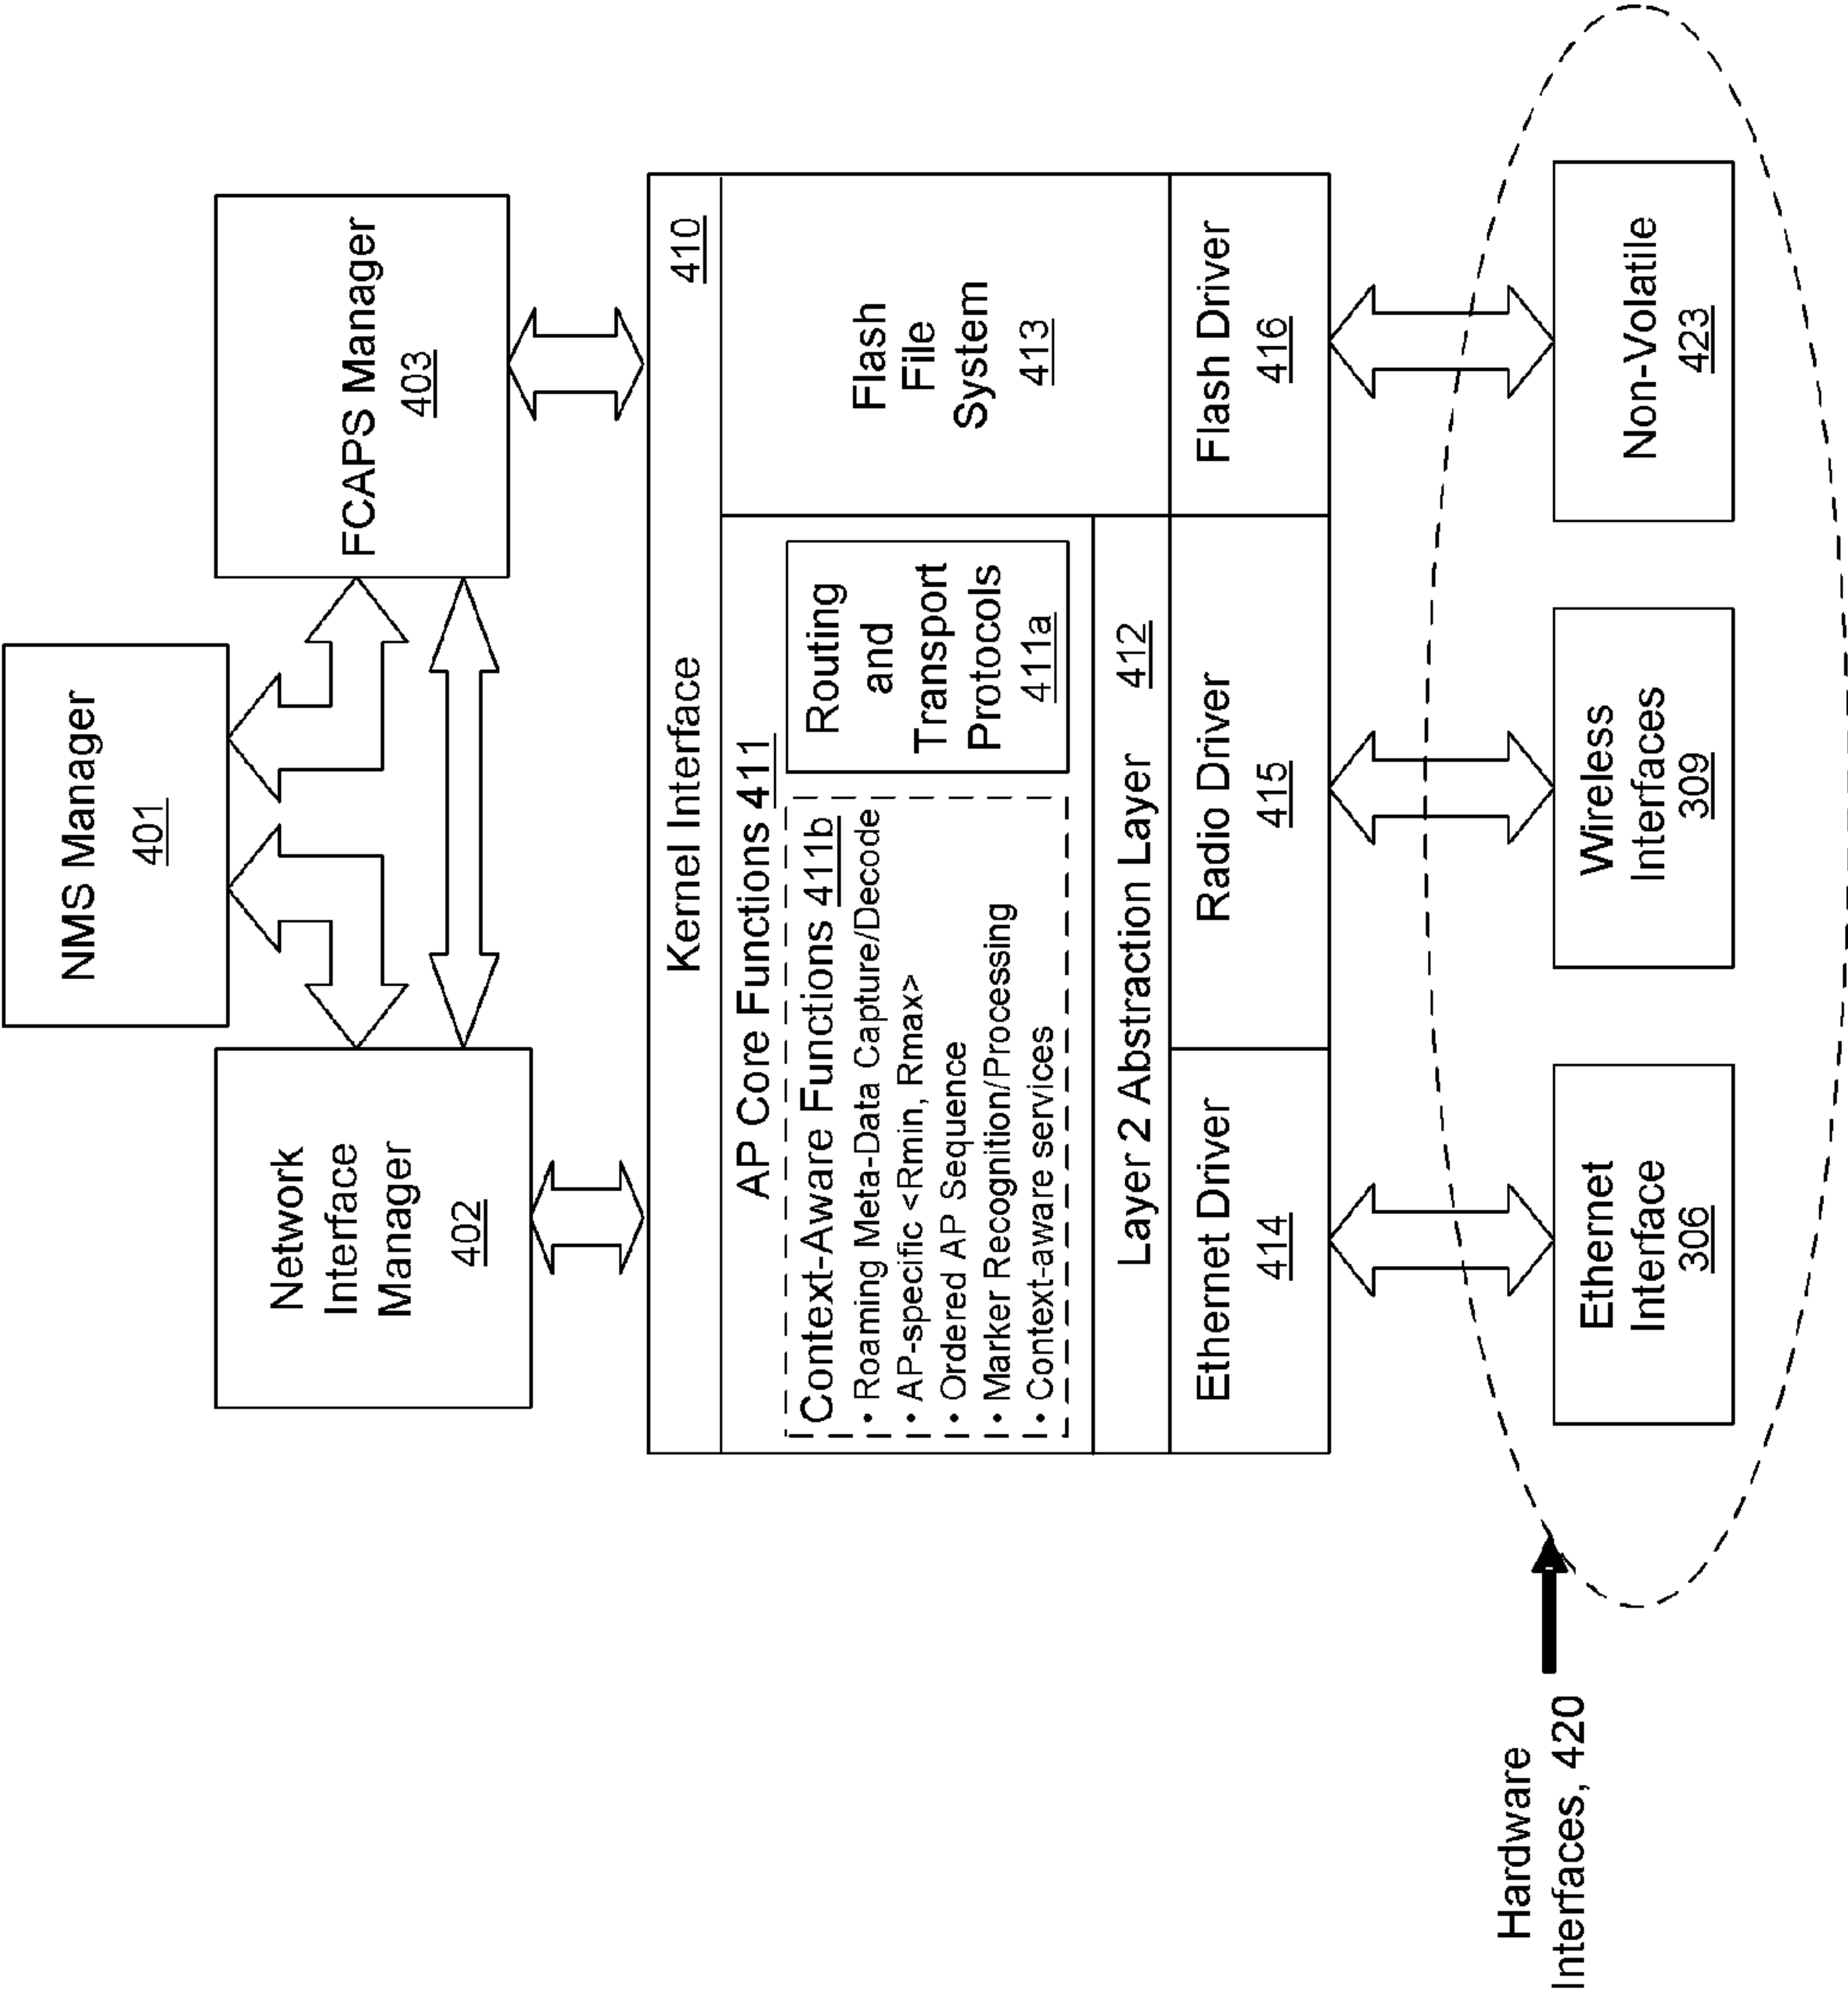 NMS Manager
401
Network
Interface
Manager
402
FCAPS Manager
403
Kernel Interface
410
AP Core Functions 411
Context-Aware Functions 411b
• Roaming Meta-Data Capture/Decode
• AP-specific <Rmin, Rmax>
• Ordered AP Sequence
• Marker Recognition/Processing
• Context-aware services
Routing
and
Transport
Protocols
411a
Flash
File
System
413
Layer 2 Abstraction Layer 412
Ethernet Driver
414
Radio Driver
415
Flash Driver
416
Hardware
Interfaces, 420
Ethernet
Interface
306
Wireless
Interfaces
309
Non-Volatile
423